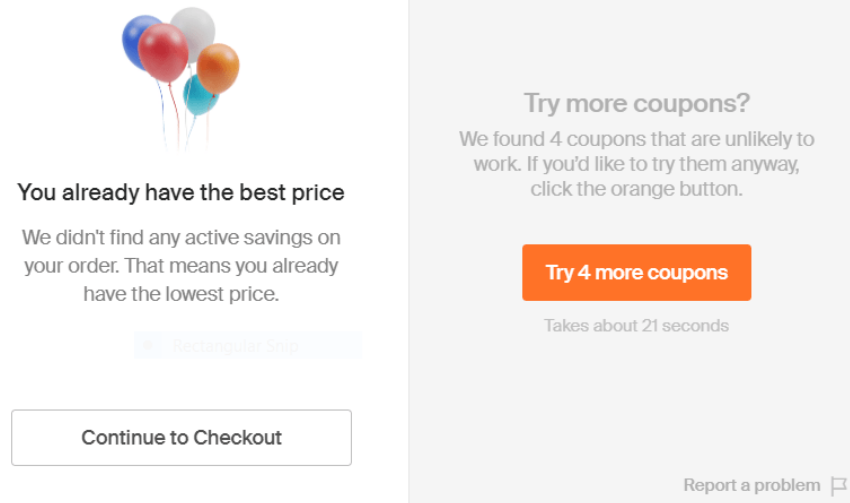 You already have the best price
We didn't find any active savings on
your order. That means you already
have the lowest price.
Rectangular Snip
Continue to Checkout
Try more coupons?
We found 4 coupons that are unlikely to
work. If you'd like to try them anyway,
click the orange button.
Try 4 more coupons
Takes about 21 seconds
Report a problem